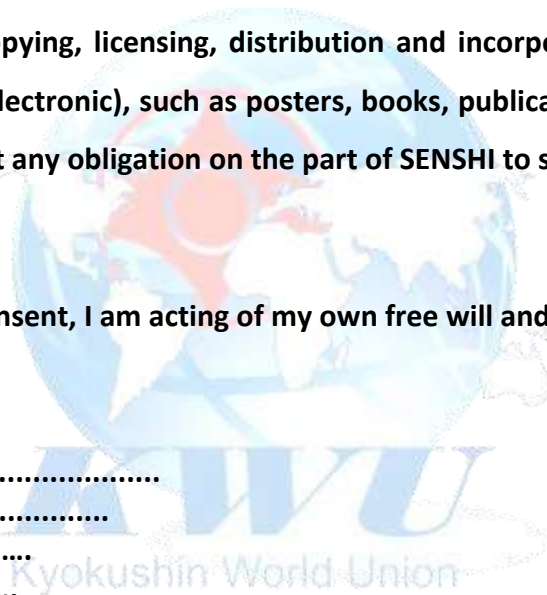 pying, licensing, distribution and incorpo
lectronic), such as posters, books, publica
t any obligation on the part of SENSHI to s
nsent, I am acting of my own free will and
...................
..............
KWU
....
Kyokushin World Union